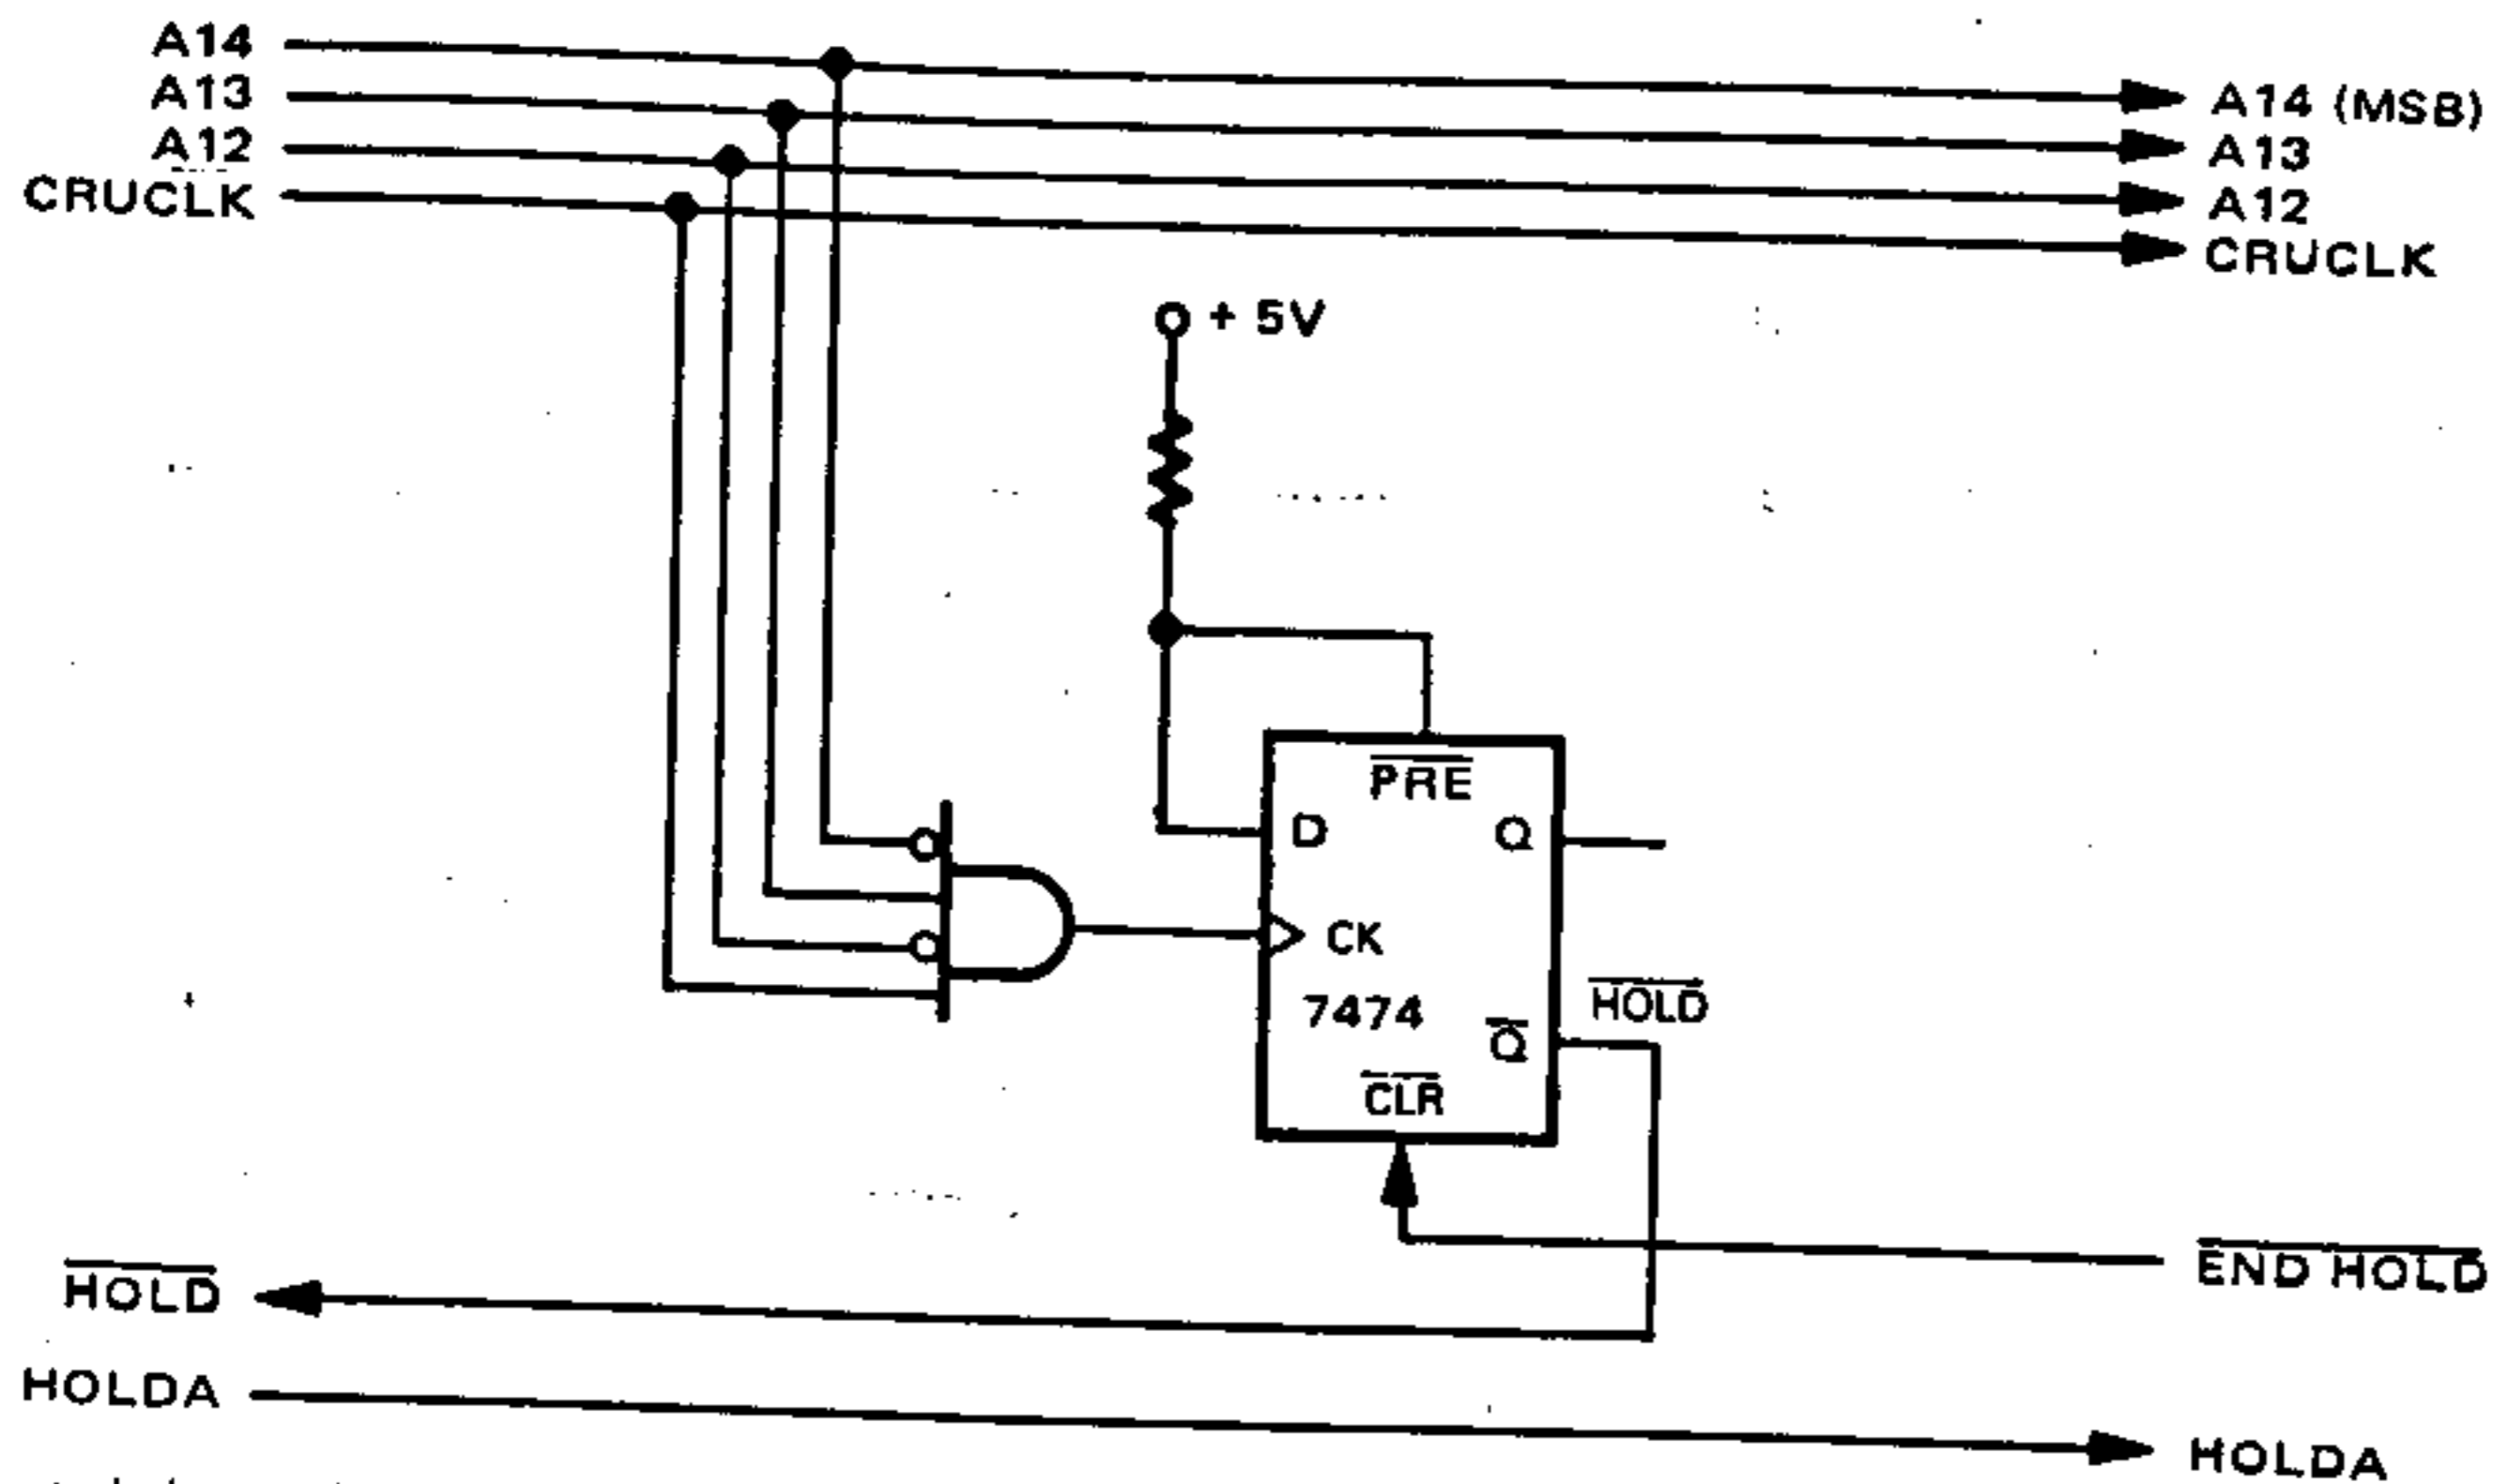 A14
A13
A12
CRUCLK
A14 (MSB)
A13
A12
CRUCLK
+ 5V
PRE
D
Q
CK
7474
Q
HOLD
CLR
HOLD
END HOLD
HOLDA
HOLDA